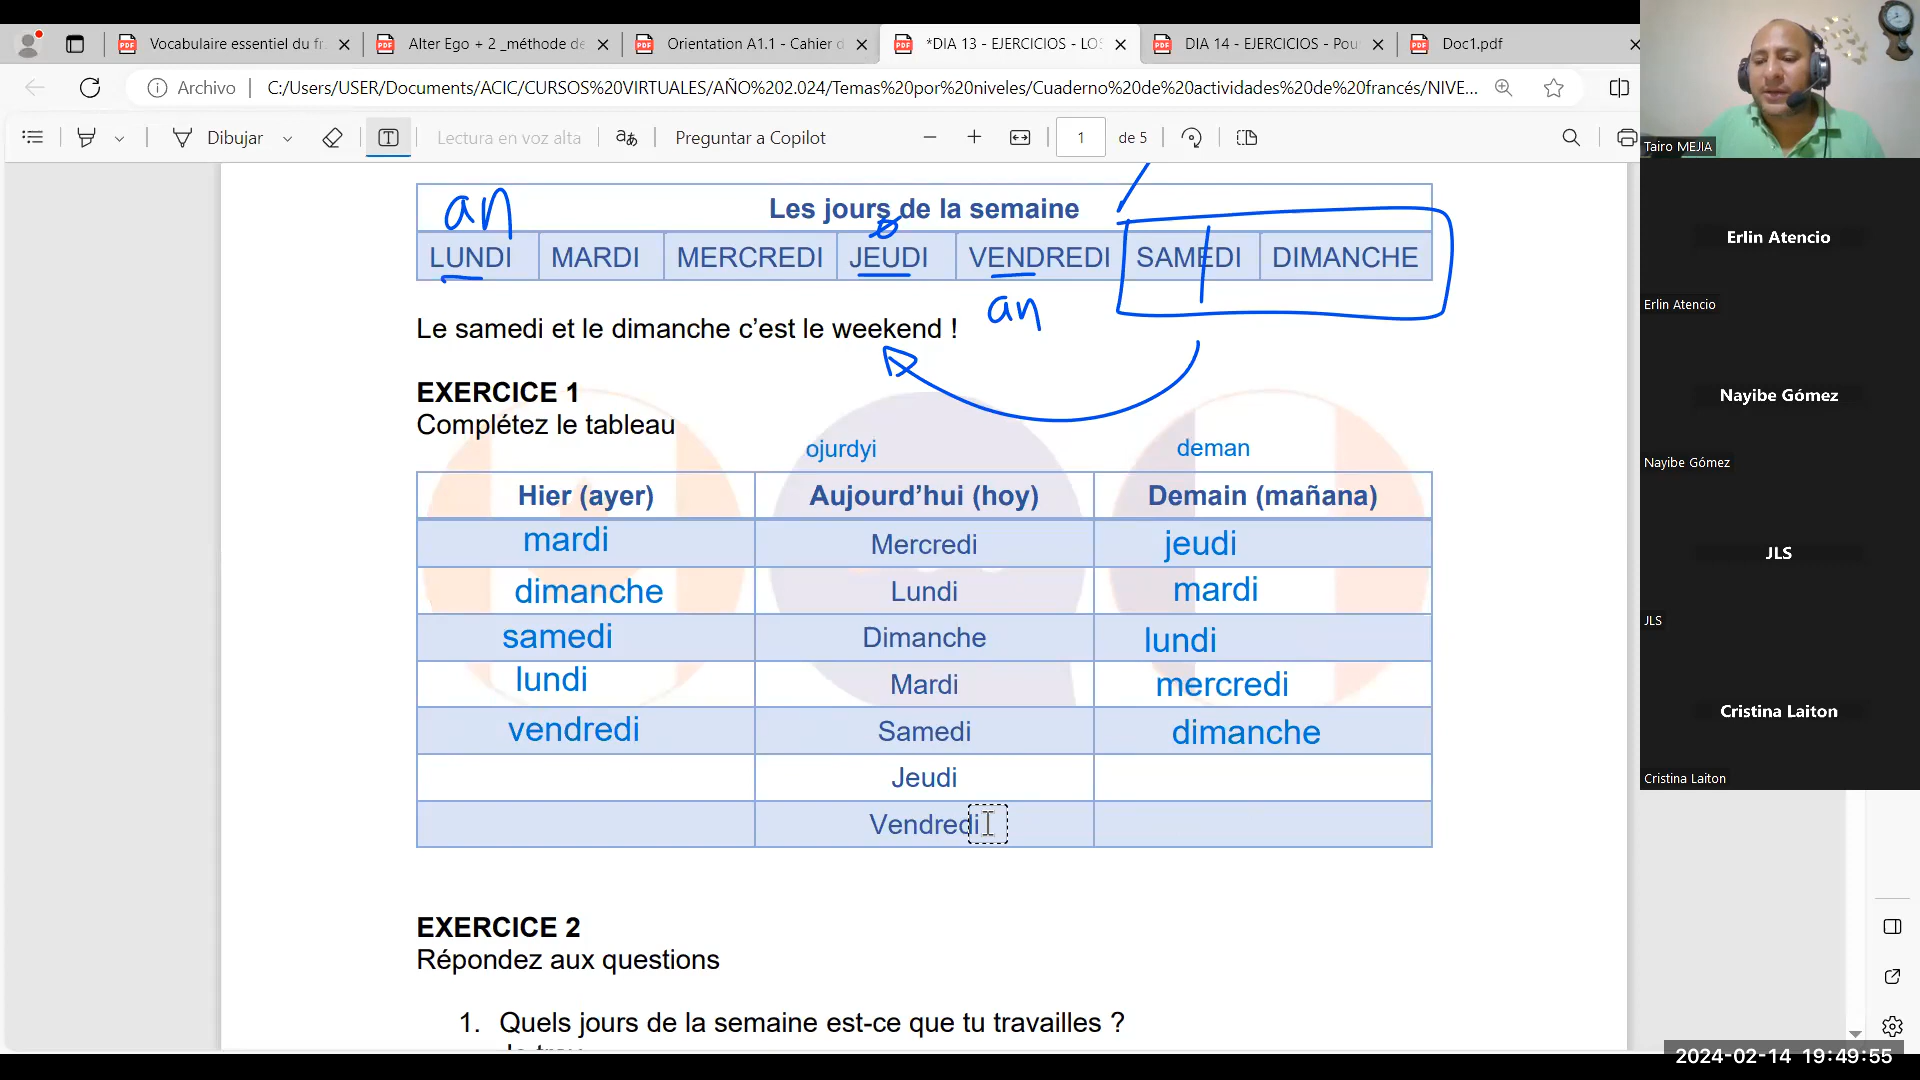 Vocabulaire essentiel du fr
Alter Ego + 2 _méthode de
Orientation A1.1 - Cahier d
*DIA 13 - EJERCICIOS - LOS
DIA 14 - EJERCICIOS - Pou
Doc1.pdf
Archivo
C:/Users/USER/Documents/ACIC/CURSOS%20VIRTUALES/AÑO%202.024/Temas%20por%20niveles/Cuaderno%20de%20actividades%20de%20francés/NIVE...
Dibujar
Lectura en voz alta
Preguntar a Copilot
1
de 5
Tairo MEJIA
an
Les jours de la semaine
LUNDI MARDI MERCREDI JEUDI VENDREDI SAMEDI DIMANCHE
an
Le samedi et le dimanche c’est le weekend !
EXERCICE 1
Complétez le tableau
ojurdyi deman
Hier (ayer) Aujourd’hui (hoy) Demain (mañana)
mardi Mercredi jeudi
dimanche Lundi mardi
samedi Dimanche lundi
lundi Mardi mercredi
vendredi Samedi dimanche
Jeudi
Vendredi
EXERCICE 2
Répondez aux questions
1. Quels jours de la semaine est-ce que tu travailles ?
Erlin Atencio
Erlin Atencio
Nayibe Gómez
Nayibe Gómez
JLS
JLS
Cristina Laiton
Cristina Laiton
2024-02-14 19:49:55